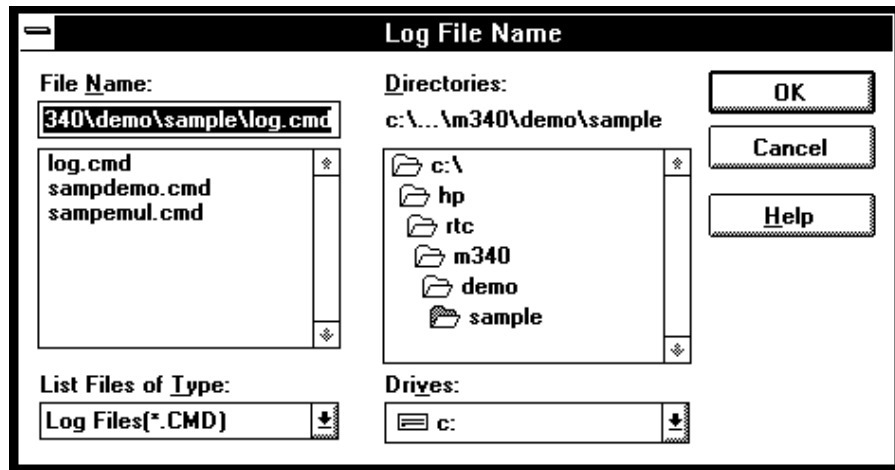 Log File Name
File Name:
340\demo\sample\log.cmd
log.cmd
sampdemo.cmd
sampemul.cmd
List Files of Type:
Log Files(*.CMD)
Directories:
c:\...\m340\demo\sample
c:\
hp
rtc
m340
demo
sample
Drives:
c:
OK
Cancel
Help